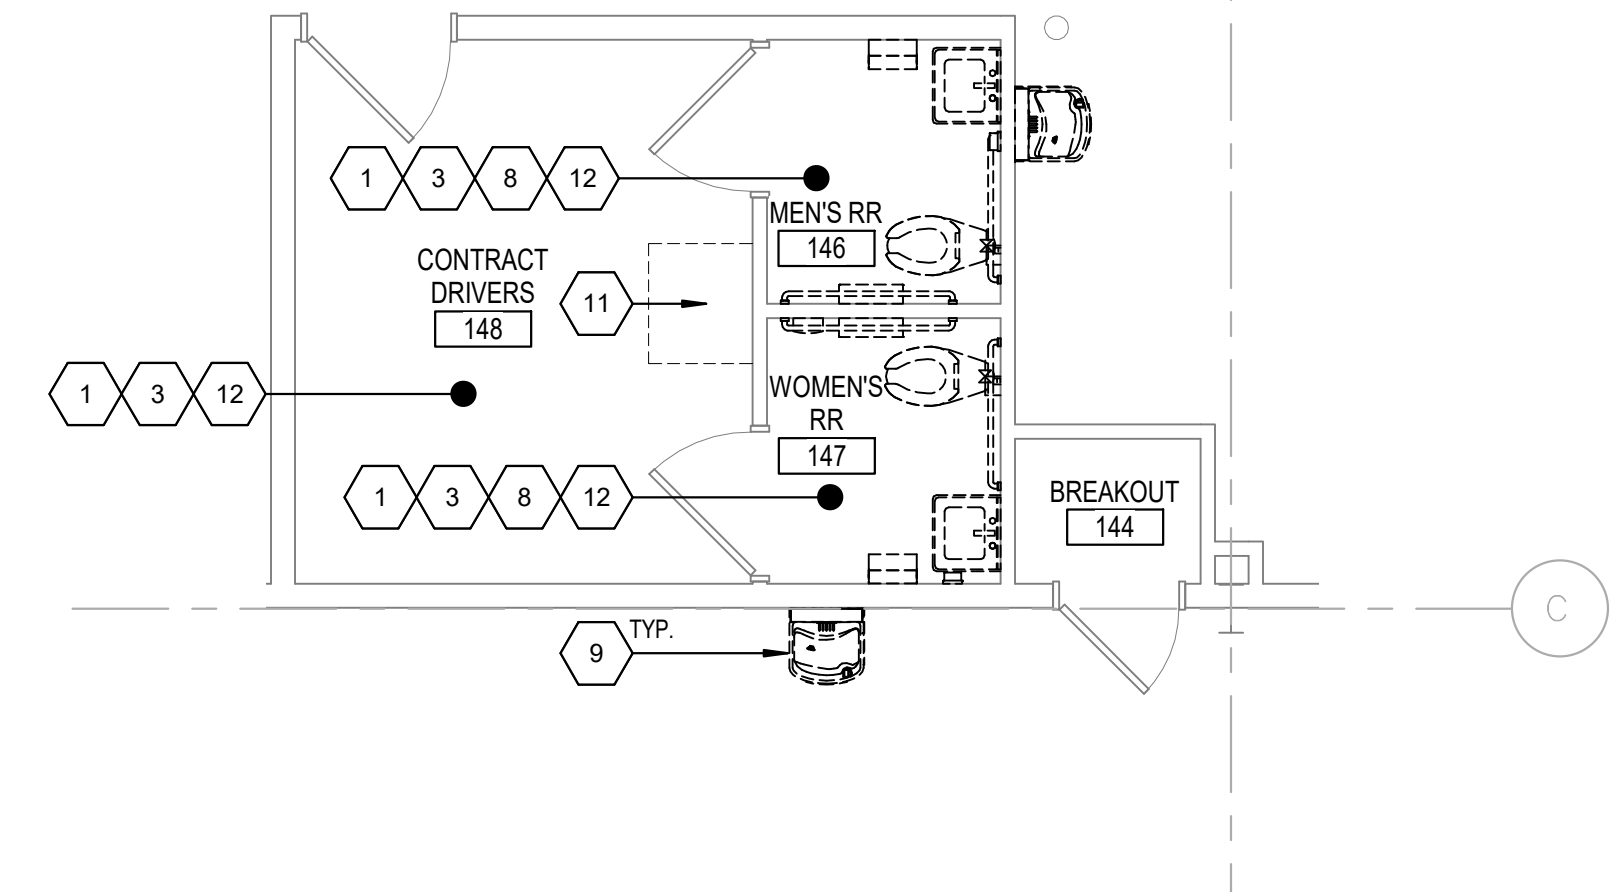 1 3 8 12
MEN'S RR
146
CONTRACT
DRIVERS
148
11
1 3 12
WOMEN'S
RR
147
1 3 8 12
BREAKOUT
144
C
9 TYP.